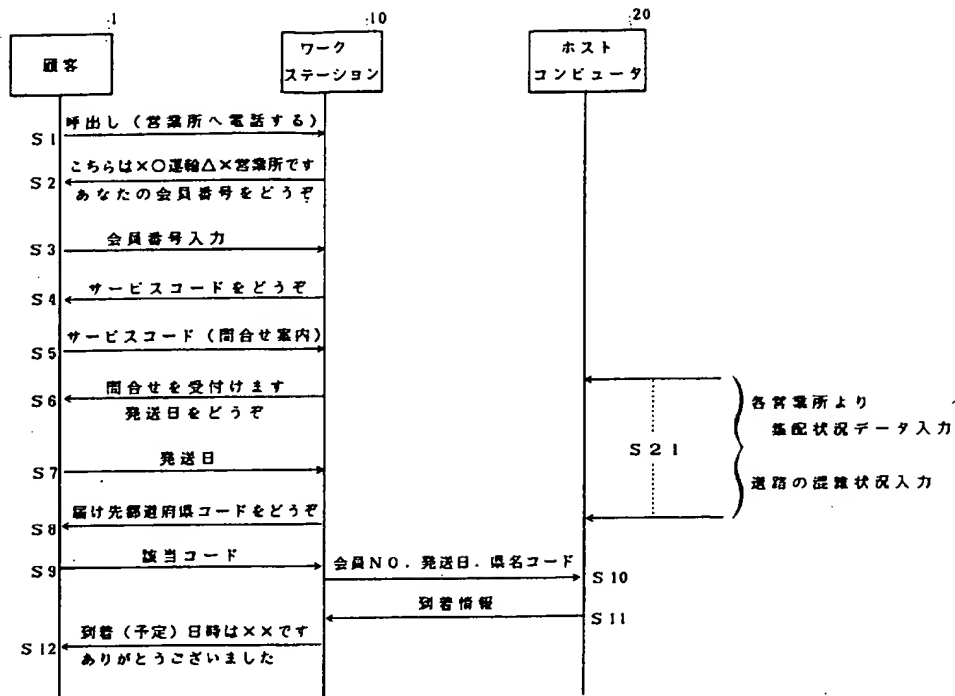 1
10
20
顧客
ワーク
ステーション
ホスト
コンピュータ
S1
呼出し（営業所へ電話する）
S2
こちらは×○運輸△×営業所です
あなたの会員番号をどうぞ
S3
会員番号入力
S4
サービスコードをどうぞ
S5
サービスコード（問合せ案内）
S6
問合せを受付けます
発送日をどうぞ
S21
各営業所より
集配状況データ入力
道路の混雑状況入力
S7
発送日
S8
届け先都道府県コードをどうぞ
S9
該当コード
会員NO．発送日．県名コード
S10
到着情報
S11
S12
到着（予定）日時は××です
ありがとうございました